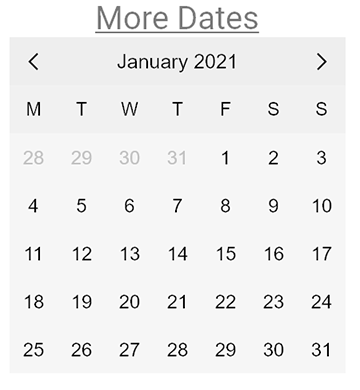 More Dates
January 2021
M T W T F S S
28 29 30 31 1 2 3
4 5 6 7 8 9 10
11 12 13 14 15 16 17
18 19 20 21 22 23 24
25 26 27 28 29 30 31